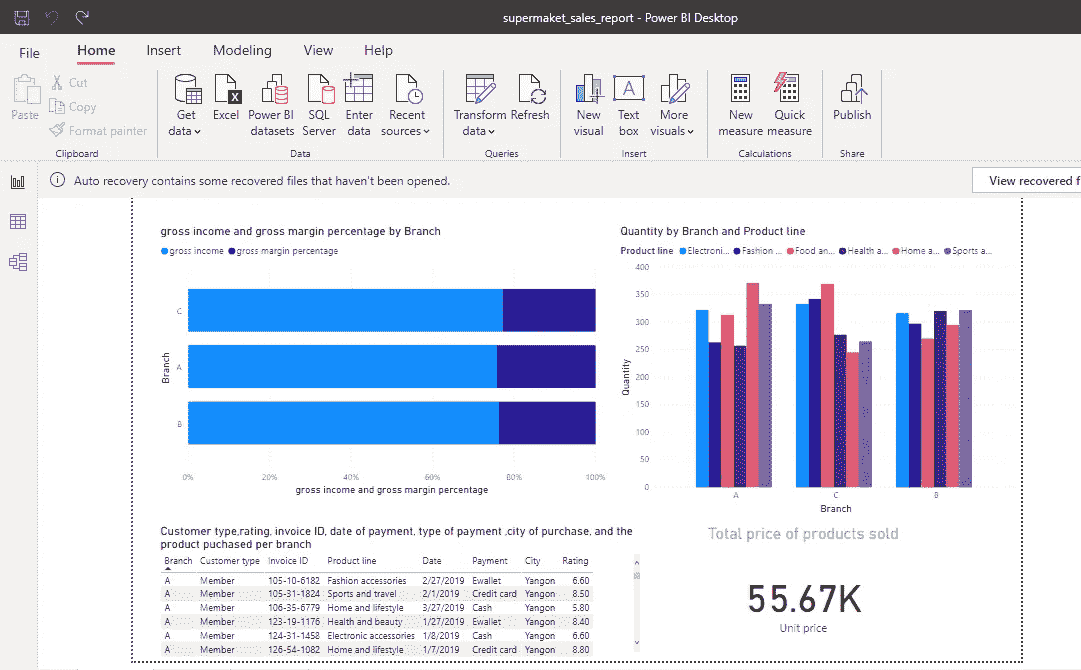 supermaket_sales_report - Power BI Desktop
File Home Insert Modeling View Help
Paste
Cut
Copy
Format painter
Clipboard
Get data
Excel
Power BI datasets
SQL Server
Enter data
Recent sources
Data
Transform data
Refresh
Queries
New visual
Text box
More visuals
Insert
New measure
Quick measure
Calculations
Publish
Share
Auto recovery contains some recovered files that haven't been opened.
View recovered f
gross income and gross margin percentage by Branch
gross income gross margin percentage
C
A
B
Branch
0% 20% 40% 60% 80% 100%
gross income and gross margin percentage
Quantity by Branch and Product line
Product line Electroni... Fashion ... Food an... Health a... Home a... Sports a...
400
350
300
250
200
150
100
50
0
Quantity
A C B
Branch
Customer type,rating, invoice ID, date of payment, type of payment ,city of purchase, and the
product puchased per branch
Branch Customer type Invoice ID Product line Date Payment City Rating
A Member 105-10-6182 Fashion accessories 2/27/2019 Ewallet Yangon 6.60
A Member 105-31-1824 Sports and travel 2/1/2019 Credit card Yangon 8.50
A Member 106-35-6779 Home and lifestyle 3/27/2019 Cash Yangon 5.80
A Member 123-19-1176 Health and beauty 1/27/2019 Ewallet Yangon 8.40
A Member 124-31-1458 Electronic accessories 1/8/2019 Cash Yangon 6.60
A Member 126-54-1082 Home and lifestyle 1/7/2019 Credit card Yangon 8.80
Total price of products sold
55.67K
Unit price